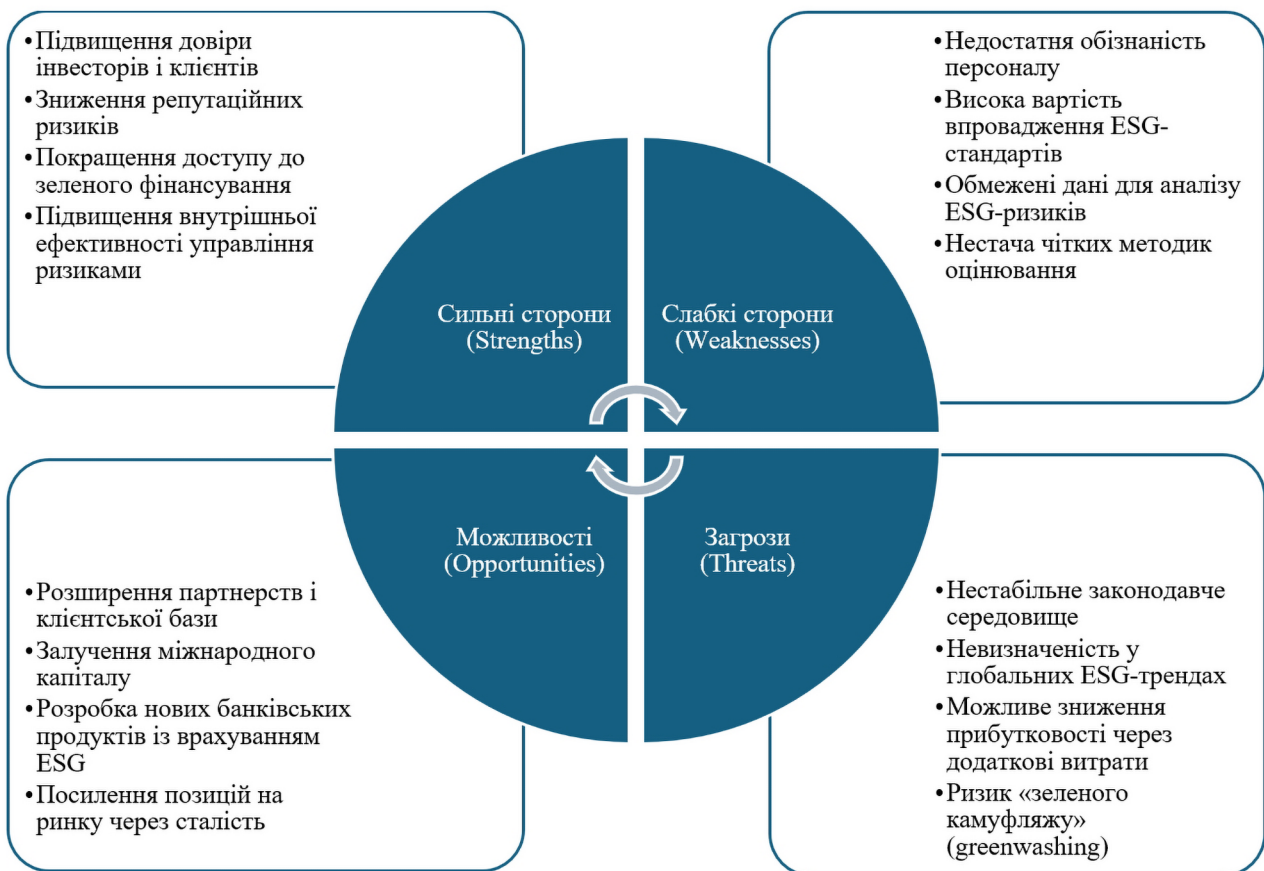 •Підвищення довіри
інвесторів і клієнтів
•Зниження репутаційних
ризиків
•Покращення доступу до
зеленого фінансування
•Підвищення внутрішньої
ефективності управління
ризиками
•Недостатня обізнаність
персоналу
•Висока вартість
впровадження ESG-
стандартів
•Обмежені дані для аналізу
ESG-ризиків
•Нестача чітких методик
оцінювання
Сильні сторони
(Strengths)
Слабкі сторони
(Weaknesses)
Можливості
(Opportunities)
Загрози
(Threats)
•Розширення партнерств і
клієнтської бази
•Залучення міжнародного
капіталу
•Розробка нових банківських
продуктів із врахуванням
ESG
•Посилення позицій на
ринку через сталість
•Нестабільне законодавче
середовище
•Невизначеність у
глобальних ESG-трендах
•Можливе зниження
прибутковості через
додаткові витрати
•Ризик «зеленого
камуфляжу»
(greenwashing)